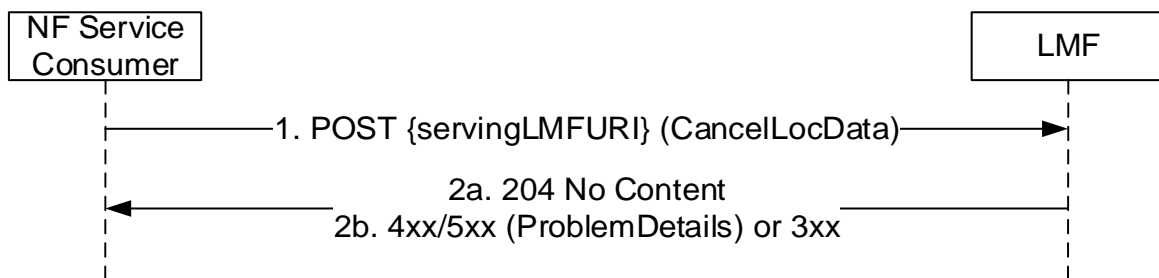 NF Service
Consumer
LMF
1. POST {servingLMFURI} (CancelLocData)
2a. 204 No Content
2b. 4xx/5xx (ProblemDetails) or 3xx